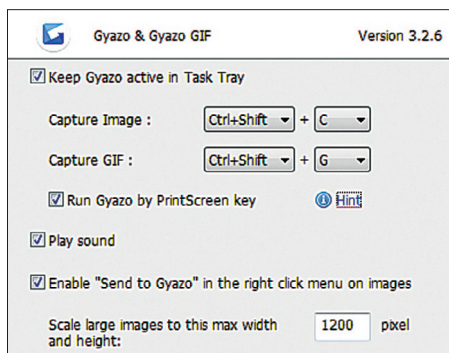 Gyazo & Gyazo GIF Version 3.2.6
Keep Gyazo active in Task Tray
Capture Image : Ctrl+Shift + C
Capture GIF : Ctrl+Shift + G
Run Gyazo by PrintScreen key Hint
Play sound
Enable "Send to Gyazo" in the right click menu on images
Scale large images to this max width 1200 pixel
and height: